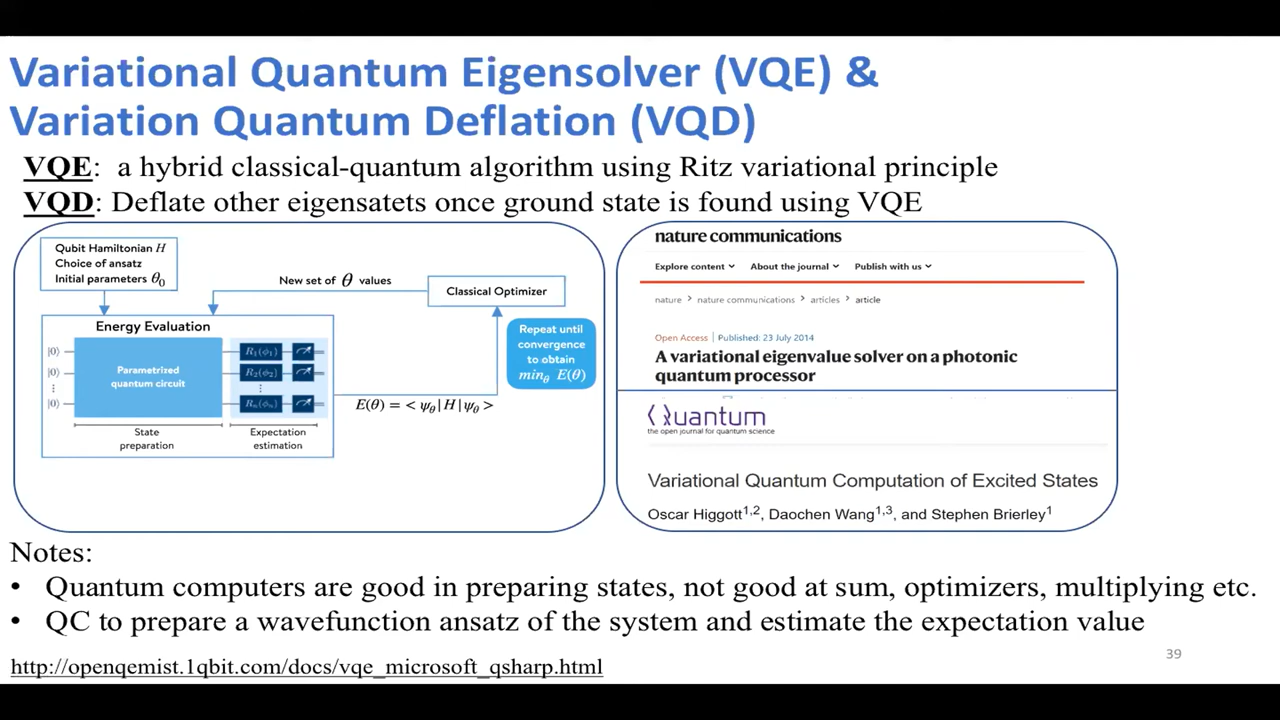 Variational Quantum Eigensolver (VQE) &
Variation Quantum Deflation (VQD)
VQE: a hybrid classical-quantum algorithm using Ritz variational principle
VQD: Deflate other eigensatets once ground state is found using VQE
Qubit Hamiltonian H
Choice of ansatz
Initial parameters θ₀
New set of θ values
Classical Optimizer
Energy Evaluation
Repeat until
convergence
to obtain
min_θ E(θ)
|0⟩
|0⟩
⋮
|0⟩
Parametrized
quantum circuit
R₁(ϕ₁)
R₂(ϕ₂)
⋮
Rₙ(ϕₙ)
E(θ) = < ψ_θ|H|ψ_θ >
State
preparation
Expectation
estimation
nature communications
Explore content About the journal Publish with us
nature > nature communications > articles > article
Open Access | Published: 23 July 2014
A variational eigenvalue solver on a photonic
quantum processor
Quantum
the open journal for quantum science
Variational Quantum Computation of Excited States
Oscar Higgott¹,², Daochen Wang¹,³, and Stephen Brierley¹
Notes:
• Quantum computers are good in preparing states, not good at sum, optimizers, multiplying etc.
• QC to prepare a wavefunction ansatz of the system and estimate the expectation value
39
http://openqemist.1qbit.com/docs/vqe_microsoft_qsharp.html